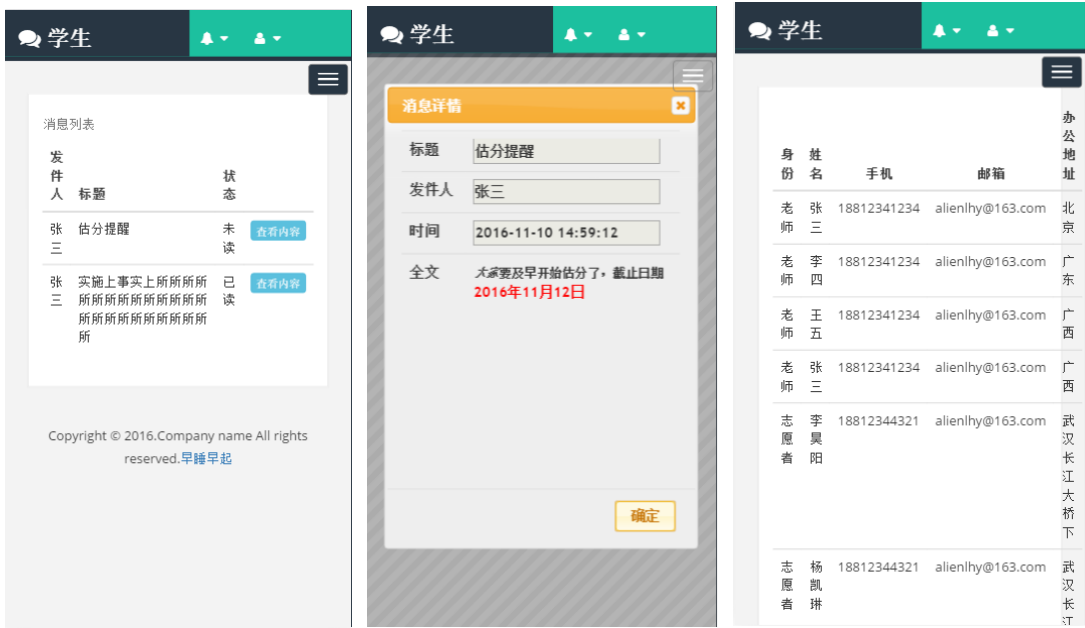 学生
消息列表
发件人 标题 状态
张三 估分提醒 未读 查看内容
张三 实施上事实上所所所所 已读 查看内容
所所所所所所所所所所
所所所所所所所所所所
所
Copyright © 2016.Company name All rights
reserved.早睡早起
学生
消息详情
标题 估分提醒
发件人 张三
时间 2016-11-10 14:59:12
全文 大家要及早开始估分了，截止日期
2016年11月12日
确定
学生
身份 姓名 手机 邮箱 办公地址
老师 张三 18812341234 alienlhy@163.com 北京
老师 李四 18812341234 alienlhy@163.com 广东
老师 王五 18812341234 alienlhy@163.com 广西
老师 张三 18812341234 alienlhy@163.com 广西
志愿者 李昊阳 18812344321 alienlhy@163.com 武汉长江大桥下
志愿者 杨凯琳 18812344321 alienlhy@163.com 武汉长江